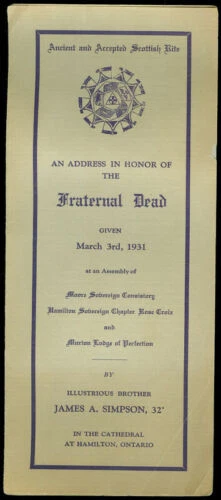 Ancient and Accepted Scottish Rite
AN ADDRESS IN HONOR OF
THE
Fraternal Dead
GIVEN
March 3rd, 1931
at an Assembly of
Moore Sovereign Consistory
Hamilton Sovereign Chapter Rose Croix
and
Murton Lodge of Perfection
BY
ILLUSTRIOUS BROTHER
JAMES A. SIMPSON, 32°
IN THE CATHEDRAL
AT HAMILTON, ONTARIO